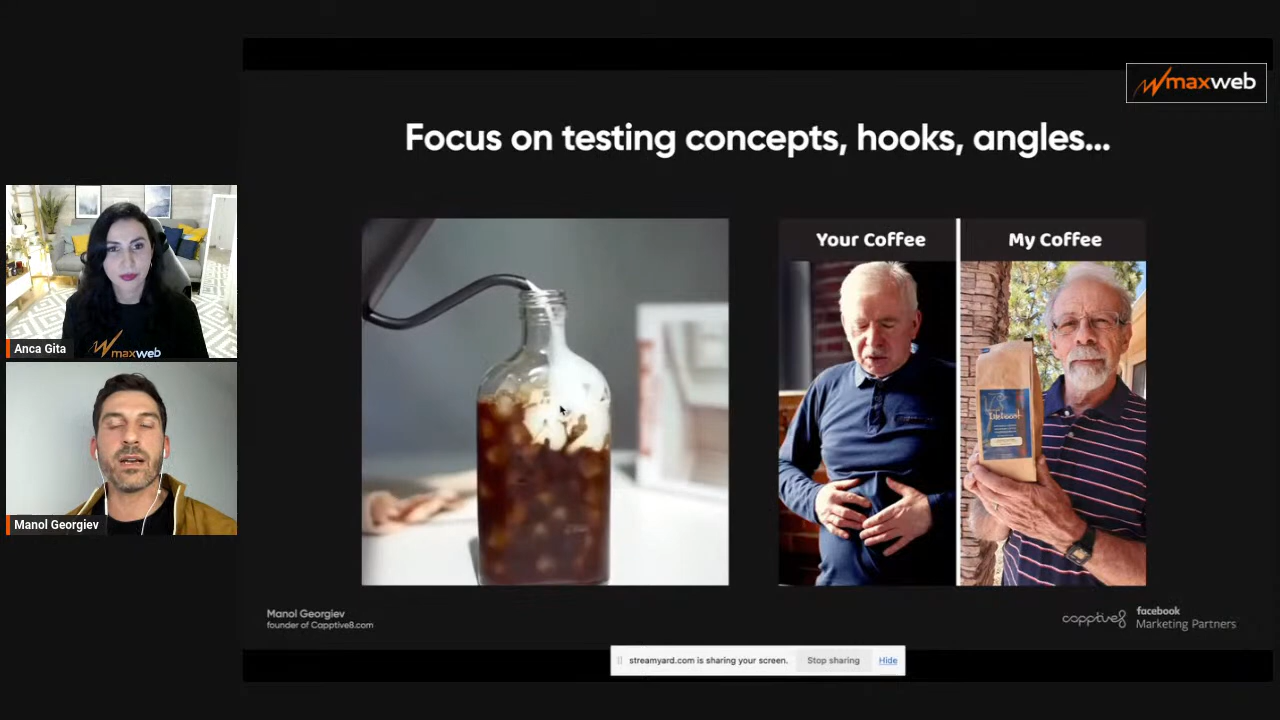 maxweb
Focus on testing concepts, hooks, angles...
Your Coffee
My Coffee
lifeboost
Anca Gita
maxweb
Manol Georgiev
Manol Georgiev
founder of Capptive8.com
capptive8
facebook
Marketing Partners
streamyard.com is sharing your screen.
Stop sharing
Hide